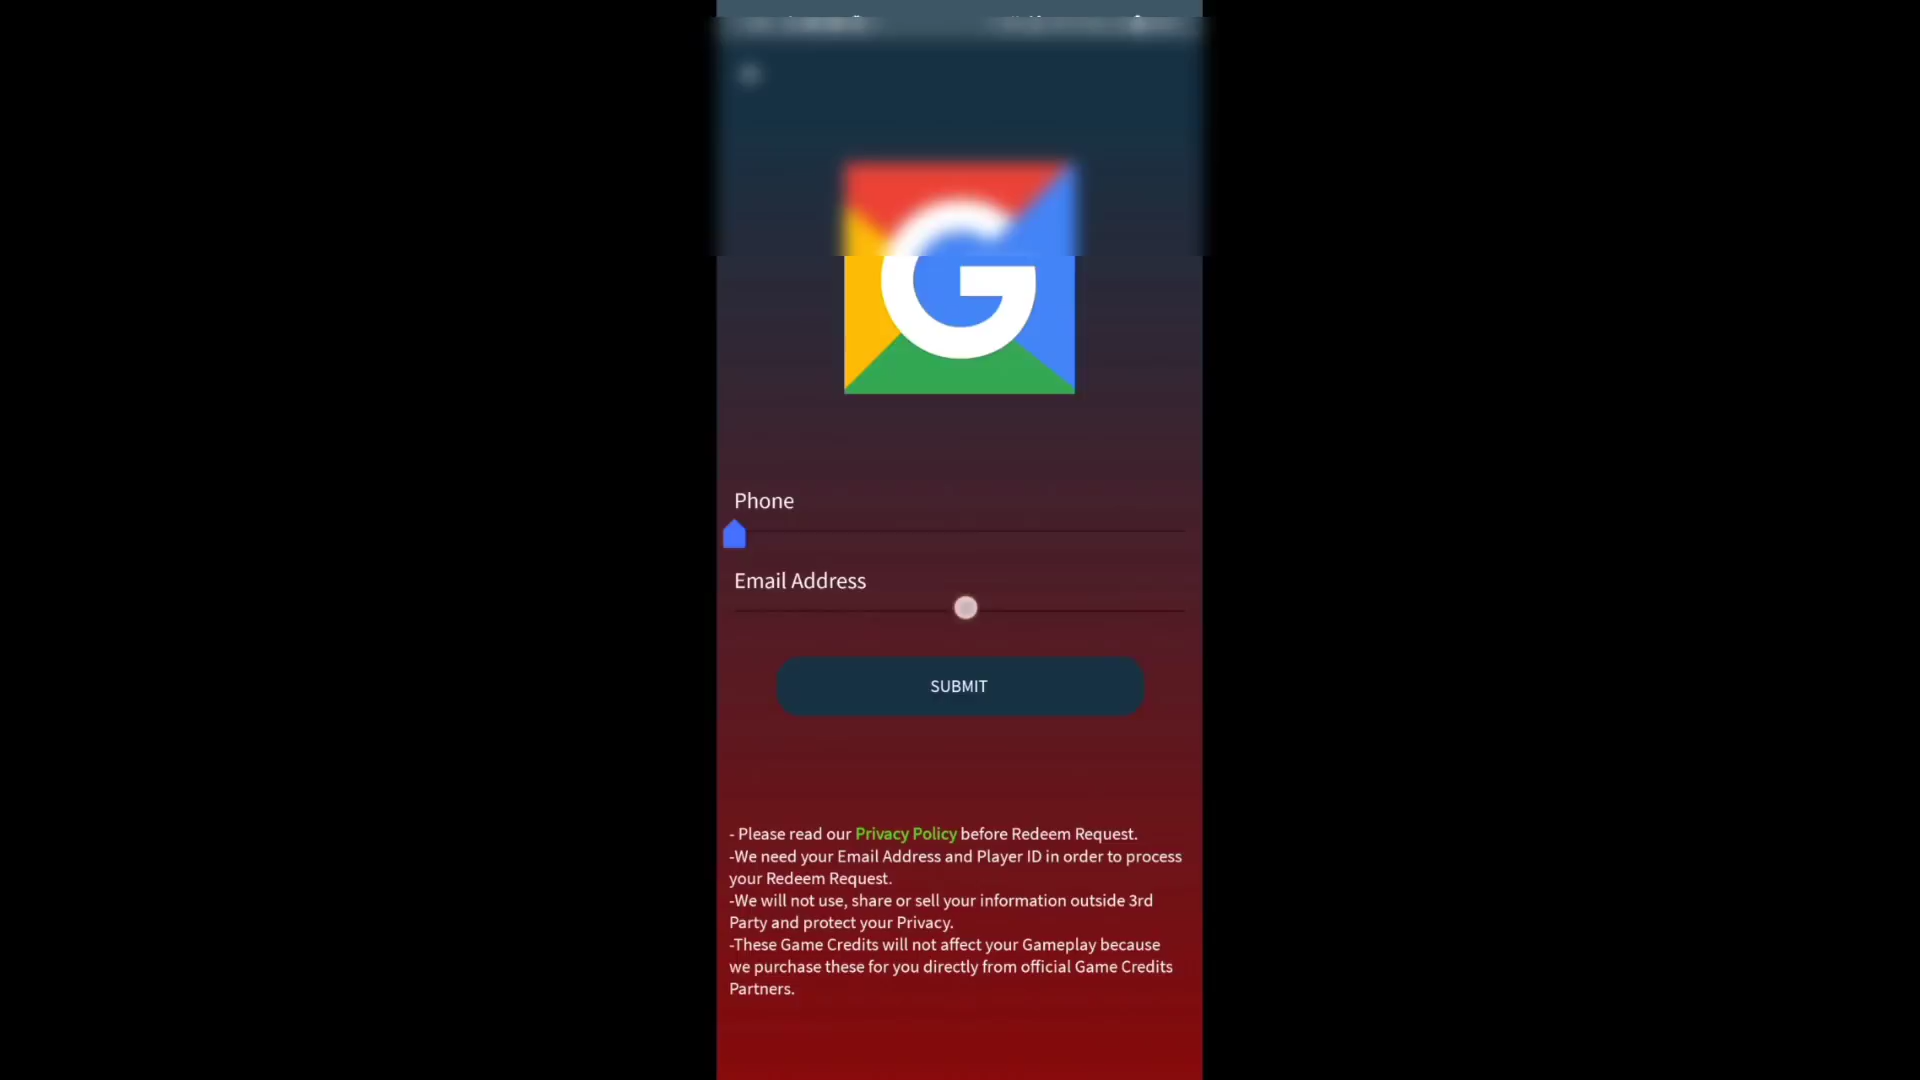 Phone
Email Address
SUBMIT
- Please read our Privacy Policy before Redeem Request.
-We need your Email Address and Player ID in order to process
your Redeem Request.
-We will not use, share or sell your information outside 3rd
Party and protect your Privacy.
-These Game Credits will not affect your Gameplay because
we purchase these for you directly from official Game Credits
Partners.